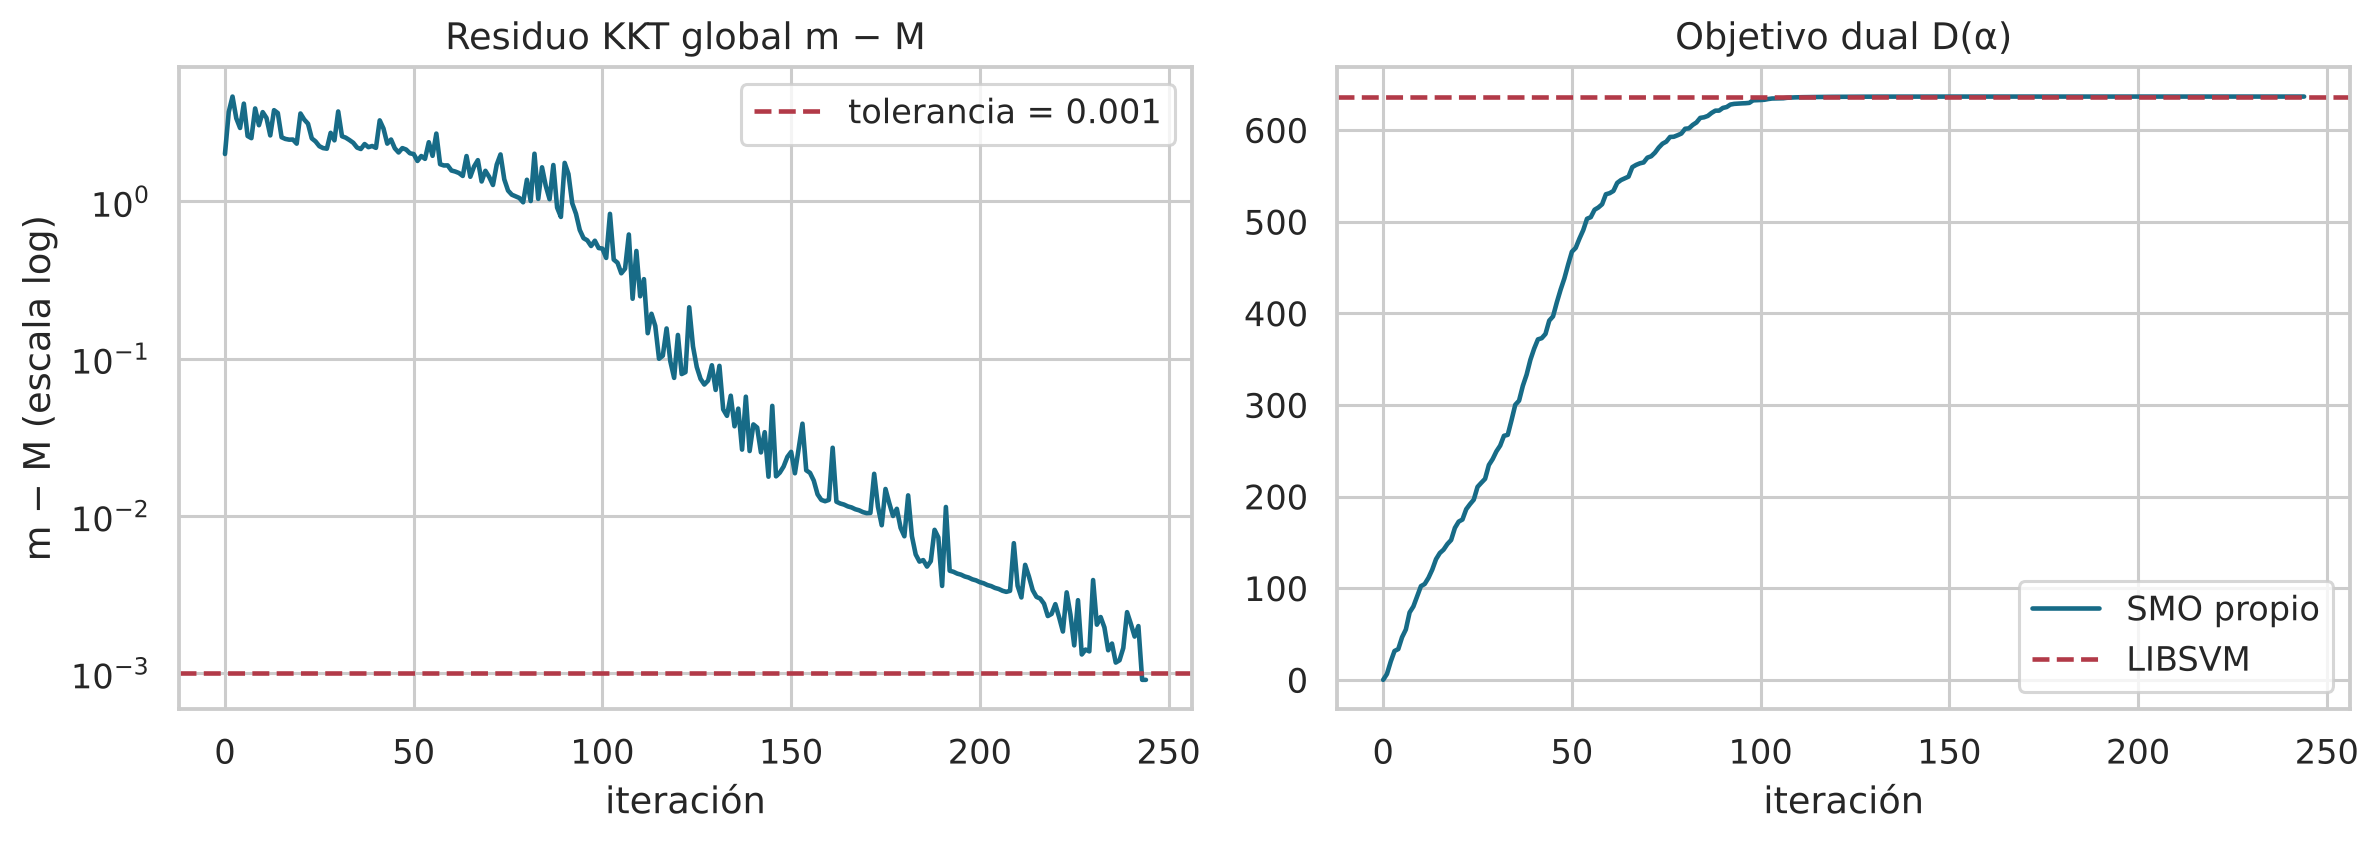 Residuo KKT global m − M
tolerancia = 0.001
m − M (escala log)
10⁰
10⁻¹
10⁻²
10⁻³
0 50 100 150 200 250
iteración
Objetivo dual D(α)
600
500
400
300
200
100
0
SMO propio
LIBSVM
0 50 100 150 200 250
iteración